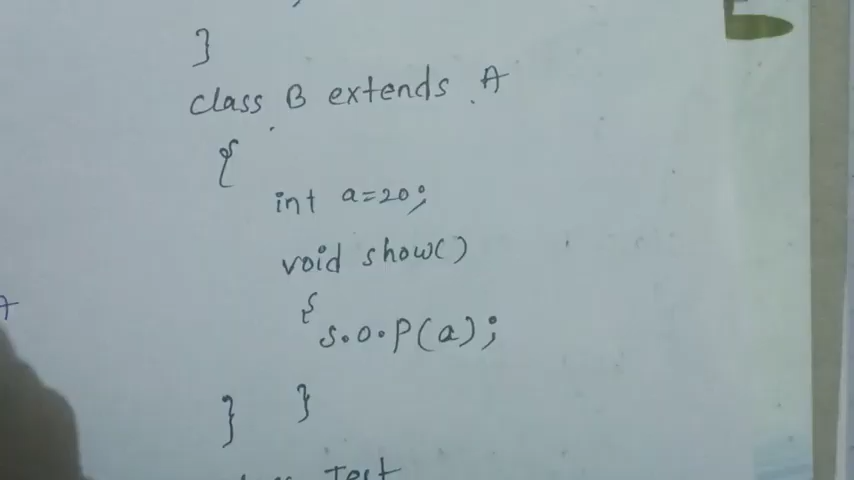 }
class B extends A
{
int a=20;
void show()
{
S.O.P(a);
} }
Test